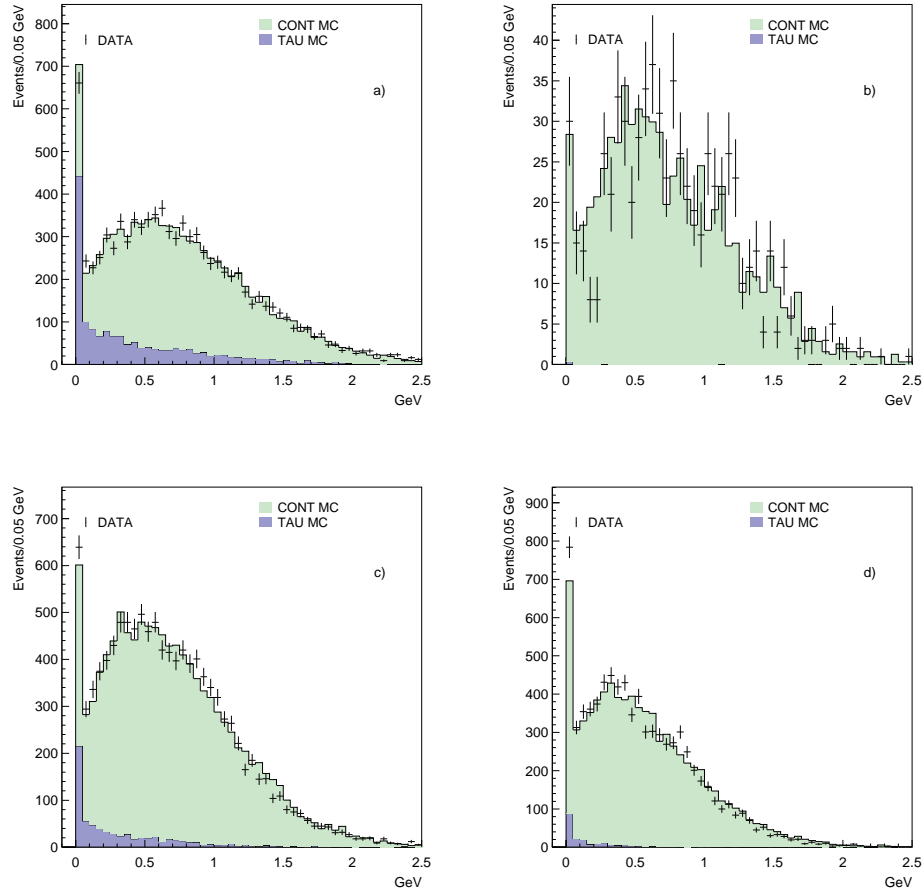 Events/0.05 GeV
800
700
600
500
400
300
200
100
0
0 0.5 1 1.5 2 2.5
GeV
DATA
CONT MC
TAU MC
a)
Events/0.05 GeV
40
35
30
25
20
15
10
5
0
0 0.5 1 1.5 2 2.5
GeV
DATA
CONT MC
TAU MC
b)
Events/0.05 GeV
700
600
500
400
300
200
100
0
0 0.5 1 1.5 2 2.5
GeV
DATA
CONT MC
TAU MC
c)
Events/0.05 GeV
900
800
700
600
500
400
300
200
100
0
0 0.5 1 1.5 2 2.5
GeV
DATA
CONT MC
TAU MC
d)